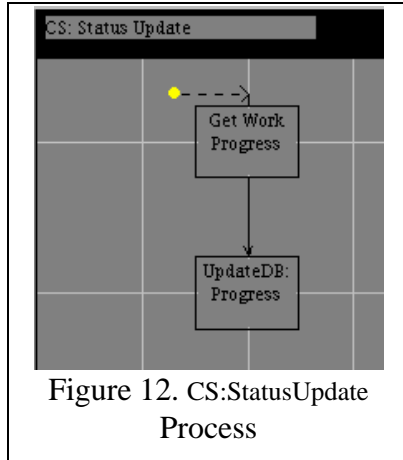 CS: Status Update
Get Work
Progress
UpdateDB:
Progress
Figure 12. CS:StatusUpdate
Process